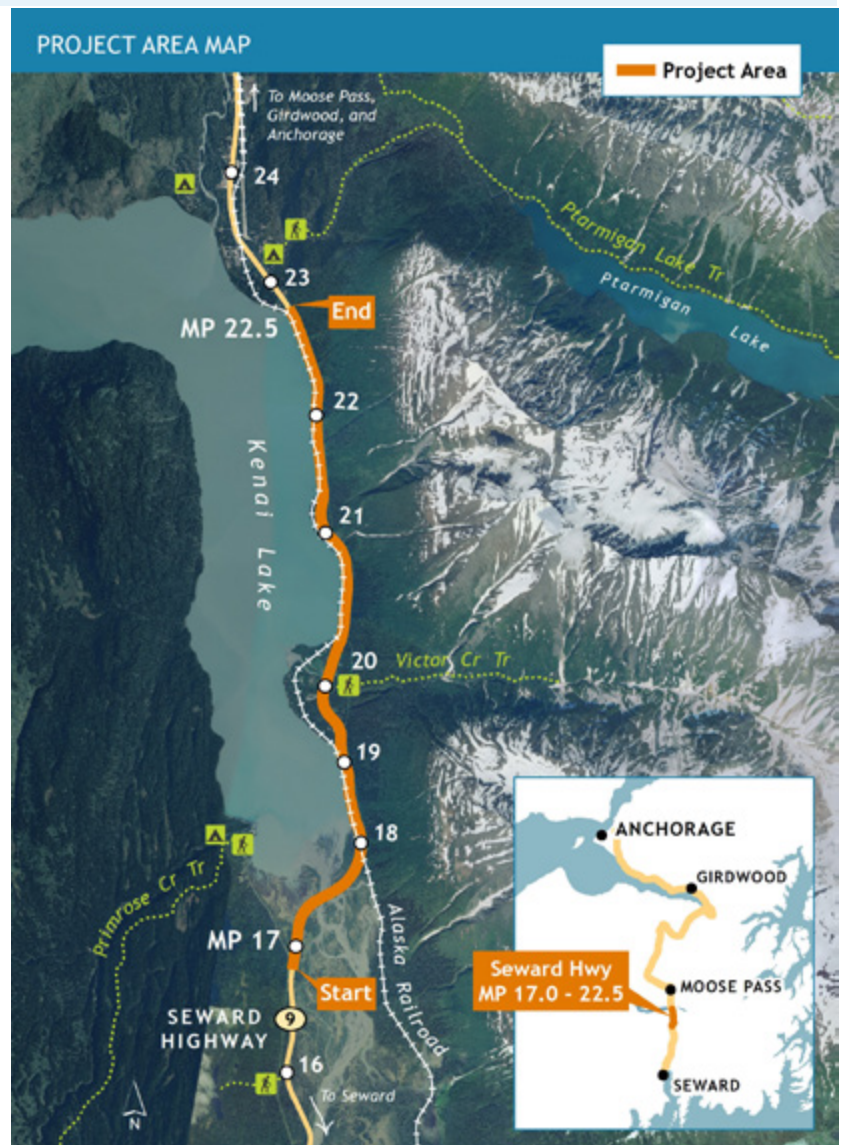 PROJECT AREA MAP
Project Area
To Moose Pass,
Girdwood, and
Anchorage
24
Ptarmigan Lake Tr
23
Ptarmigan Lake
End
MP 22.5
22
Kenai Lake
21
20
Victor Cr Tr
19
18
ANCHORAGE
GIRDWOOD
Primrose Cr Tr
Alaska Railroad
MP 17
Seward Hwy
MP 17.0 - 22.5
MOOSE PASS
Start
SEWARD
HIGHWAY
9
16
To Seward
SEWARD
N